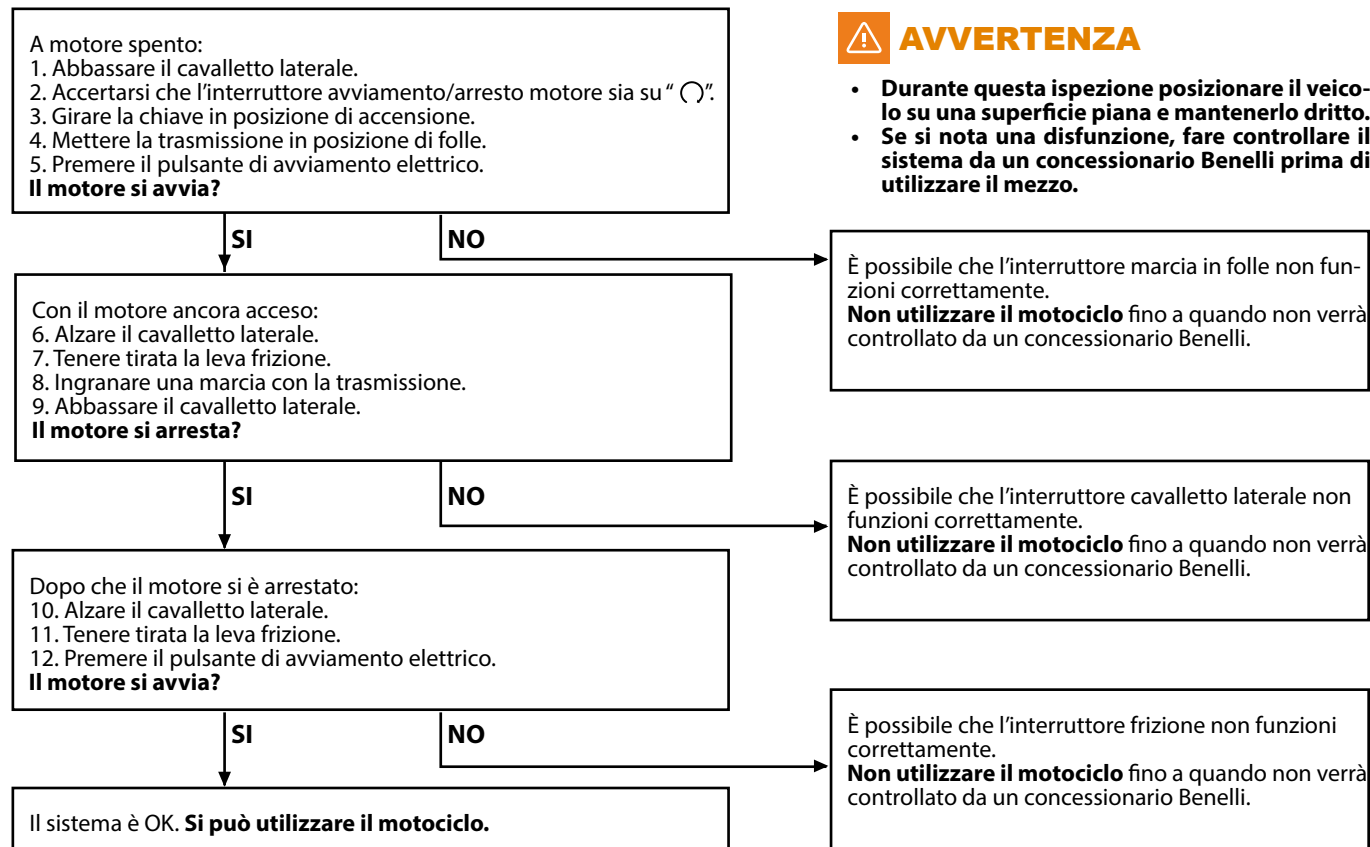 A motore spento:
1. Abbassare il cavalletto laterale.
2. Accertarsi che l'interruttore avviamento/arresto motore sia su “ ”.
3. Girare la chiave in posizione di accensione.
4. Mettere la trasmissione in posizione di folle.
5. Premere il pulsante di avviamento elettrico.
Il motore si avvia?
AVVERTENZA
• Durante questa ispezione posizionare il veico-
lo su una superficie piana e mantenerlo dritto.
• Se si nota una disfunzione, fare controllare il
sistema da un concessionario Benelli prima di
utilizzare il mezzo.
SI
NO
È possibile che l'interruttore marcia in folle non fun-
zioni correttamente.
Non utilizzare il motociclo fino a quando non verrà
controllato da un concessionario Benelli.
Con il motore ancora acceso:
6. Alzare il cavalletto laterale.
7. Tenere tirata la leva frizione.
8. Ingranare una marcia con la trasmissione.
9. Abbassare il cavalletto laterale.
Il motore si arresta?
SI
NO
È possibile che l'interruttore cavalletto laterale non
funzioni correttamente.
Non utilizzare il motociclo fino a quando non verrà
controllato da un concessionario Benelli.
Dopo che il motore si è arrestato:
10. Alzare il cavalletto laterale.
11. Tenere tirata la leva frizione.
12. Premere il pulsante di avviamento elettrico.
Il motore si avvia?
SI
NO
È possibile che l'interruttore frizione non funzioni
correttamente.
Non utilizzare il motociclo fino a quando non verrà
controllato da un concessionario Benelli.
Il sistema è OK. Si può utilizzare il motociclo.